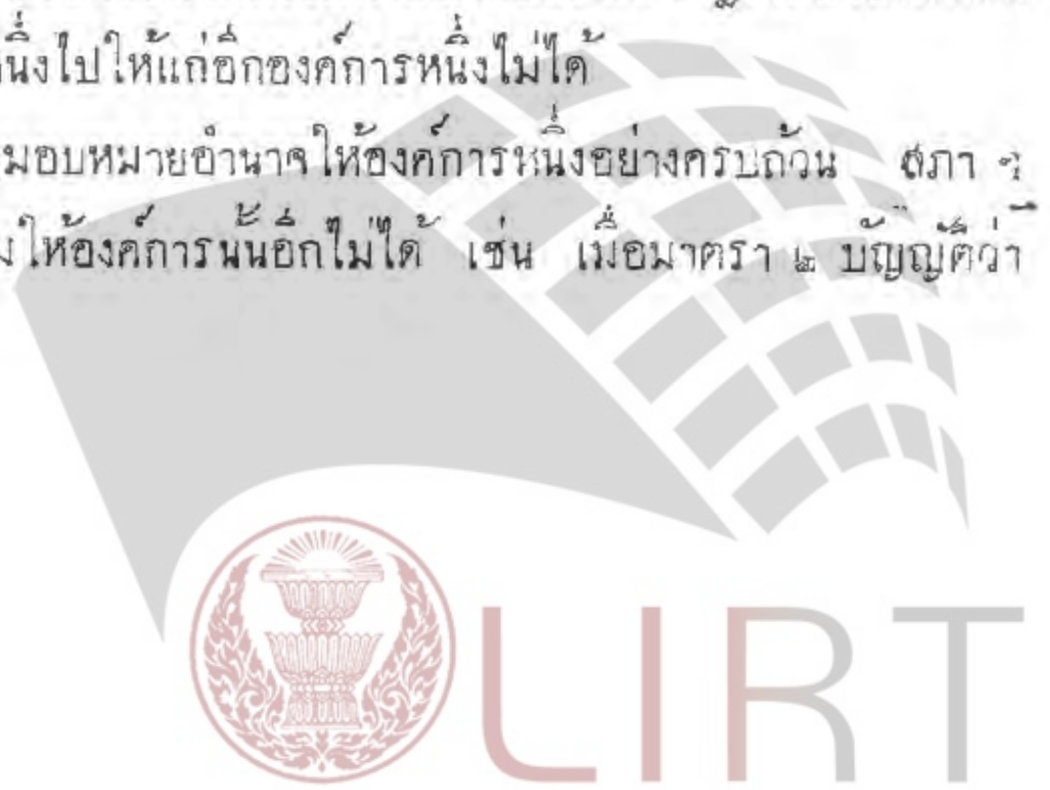 นึ่งไปให้แก่อีกองค์การหนึ่งไม่ได้
มอบหมายอำนาจให้องค์การหนึ่งอย่างครบถ้วน สภา ฯ
ให้องค์การนั้นอีกไม่ได้ เช่น เมื่อมาตรา ๒ บัญญัติว่า
LIRT